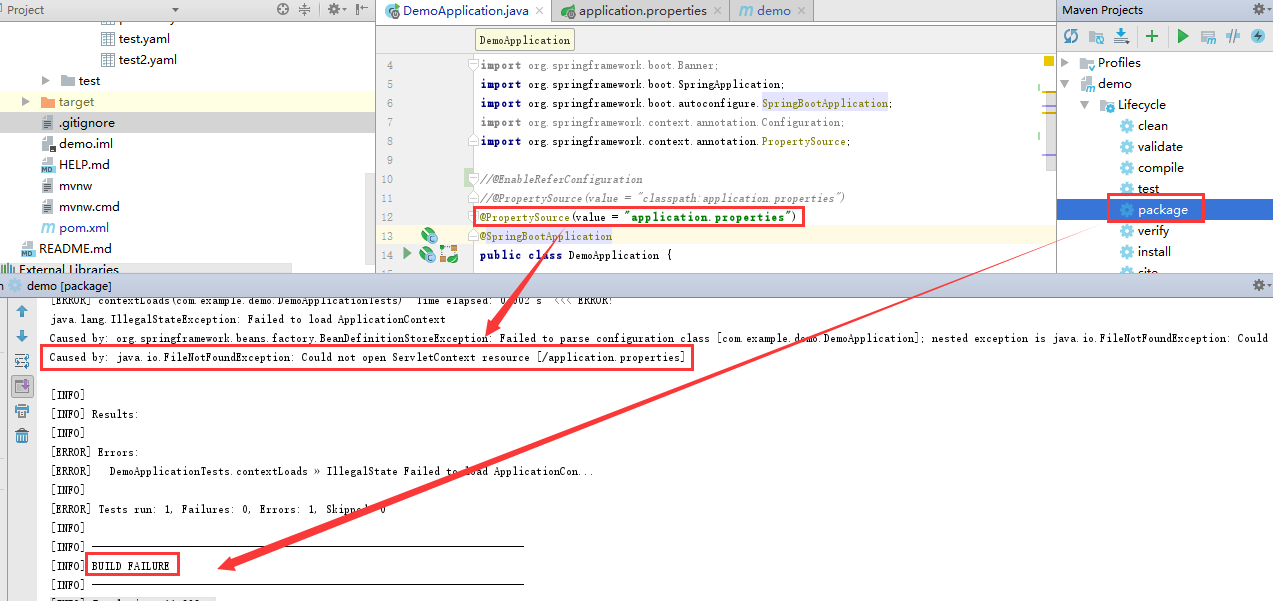 Project
DemoApplication.java
application.properties
demo
Maven Projects
test.yaml
test2.yaml
test
target
.gitignore
demo.iml
HELP.md
mvnw
mvnw.cmd
pom.xml
README.md
External Libraries
DemoApplication
4 import org.springframework.boot.Banner;
5 import org.springframework.boot.SpringApplication;
6 import org.springframework.boot.autoconfigure.SpringBootApplication;
7 import org.springframework.context.annotation.Configuration;
8 import org.springframework.context.annotation.PropertySource;
9
10 //@EnableReferConfiguration
11 //@PropertySource(value = "classpath:application.properties")
12 @PropertySource(value = "application.properties")
13 @SpringBootApplication
14 public class DemoApplication {
Profiles
demo
Lifecycle
clean
validate
compile
test
package
verify
install
site
demo [package]
[ERROR] contextLoads(com.example.demo.DemoApplicationTests) Time elapsed: 0.002 s <<< ERROR!
java.lang.IllegalStateException: Failed to load ApplicationContext
Caused by: org.springframework.beans.factory.BeanDefinitionStoreException: Failed to parse configuration class [com.example.demo.DemoApplication]; nested exception is java.io.FileNotFoundException: Could
Caused by: java.io.FileNotFoundException: Could not open ServletContext resource [/application.properties]
[INFO]
[INFO] Results:
[INFO]
[ERROR] Errors:
[ERROR] DemoApplicationTests.contextLoads » IllegalState Failed to load ApplicationCon...
[INFO]
[ERROR] Tests run: 1, Failures: 0, Errors: 1, Skipped: 0
[INFO]
[INFO]
[INFO] BUILD FAILURE
[INFO]